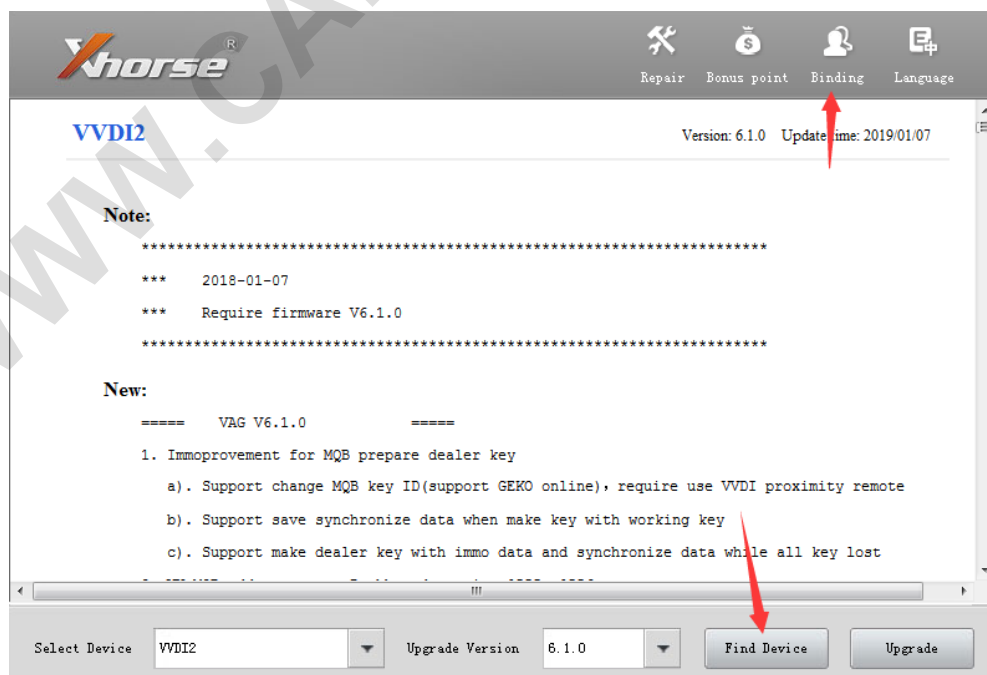 WWW.CA
Xhorse ®
Repair Bonus point Binding Language
VVDI2
Version: 6.1.0 Update time: 2019/01/07
Note:
************************************************************************
*** 2018-01-07
*** Require firmware V6.1.0
************************************************************************
New:
===== VAG V6.1.0 =====
1. Immoprovement for MQB prepare dealer key
a). Support change MQB key ID(support GEKO online), require use VVDI proximity remote
b). Support save synchronize data when make key with working key
c). Support make dealer key with immo data and synchronize data while all key lost
Select Device VVDI2 Upgrade Version 6.1.0 Find Device Upgrade